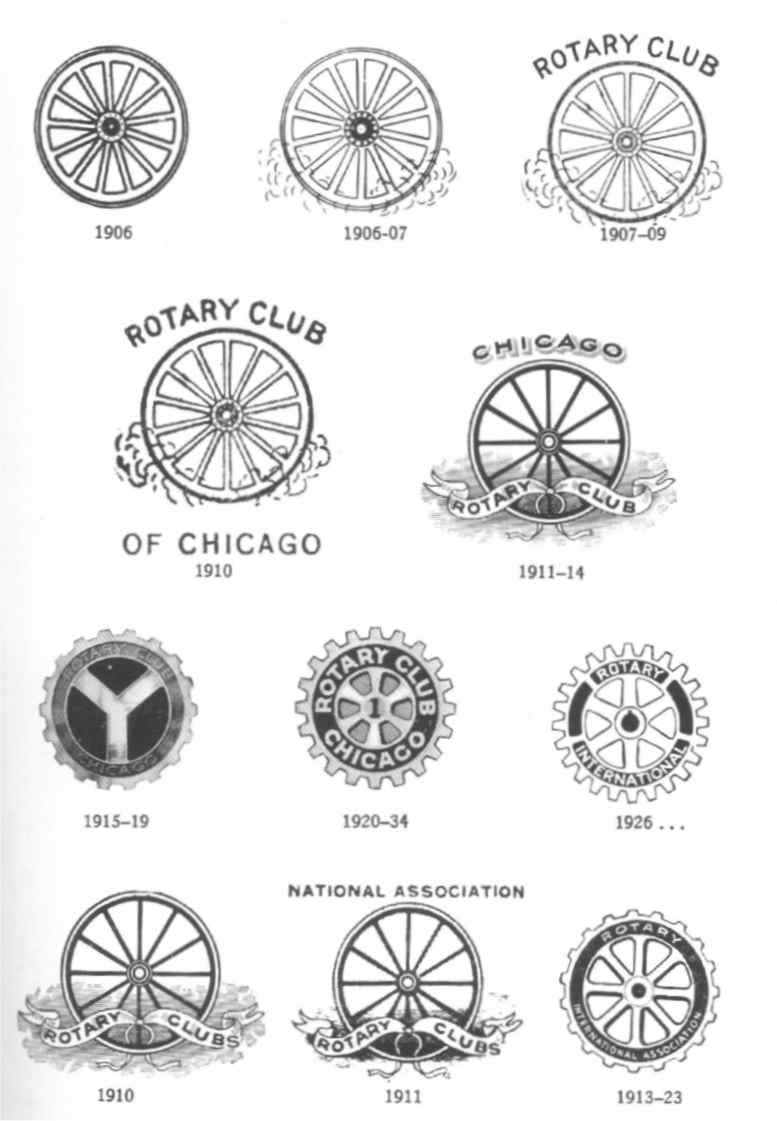 1906
1906-07
ROTARY CLUB
1907-09
ROTARY CLUB
OF CHICAGO
1910
CHICAGO
ROTARY CLUB
1911-14
ROTARY CLUB
Y
CHICAGO
1915-19
ROTARY CLUB
1
CHICAGO
1920-34
ROTARY
INTERNATIONAL
1926 ...
ROTARY CLUBS
1910
NATIONAL ASSOCIATION
ROTARY CLUBS
1911
ROTARY
INTERNATIONAL ASSOCIATION
1913-23